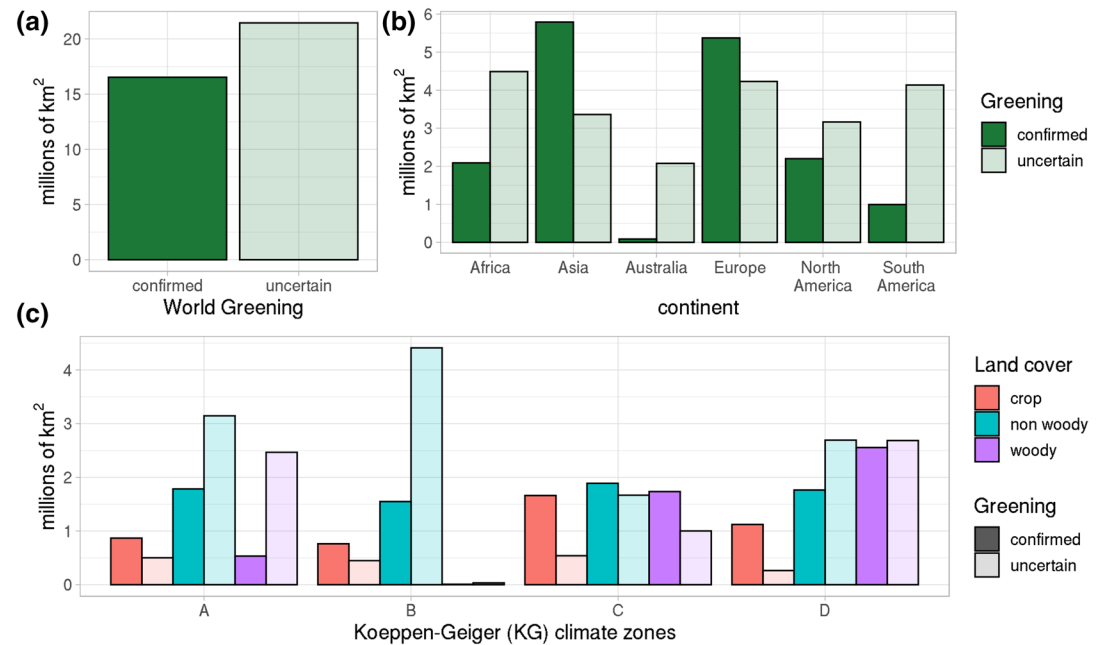 (a)
20
15
10
5
0
millions of km²
confirmed uncertain
World Greening
(b)
6
5
4
3
2
1
0
millions of km²
Africa Asia Australia Europe North America South America
continent
Greening
confirmed
uncertain
(c)
4
3
2
1
0
millions of km²
A B C D
Koeppen-Geiger (KG) climate zones
Land cover
crop
non woody
woody
Greening
confirmed
uncertain